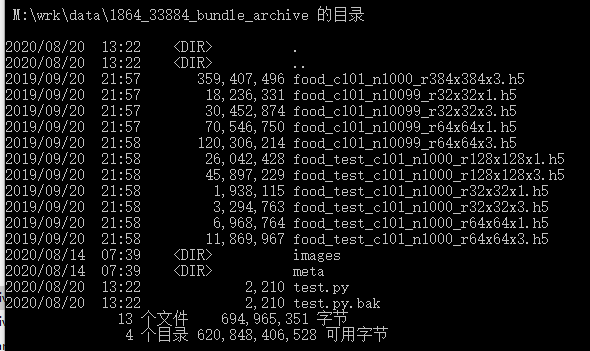 M:\wrk\data\1864_33884_bundle_archive 的目录
2020/08/20  13:22    <DIR>          .
2020/08/20  13:22    <DIR>          ..
2019/09/20  21:57       359,407,496 food_c101_n1000_r384x384x3.h5
2019/09/20  21:57        18,236,331 food_c101_n10099_r32x32x1.h5
2019/09/20  21:57        30,452,874 food_c101_n10099_r32x32x3.h5
2019/09/20  21:57        70,546,750 food_c101_n10099_r64x64x1.h5
2019/09/20  21:58       120,306,214 food_c101_n10099_r64x64x3.h5
2019/09/20  21:58        26,042,428 food_test_c101_n1000_r128x128x1.h5
2019/09/20  21:58        45,897,229 food_test_c101_n1000_r128x128x3.h5
2019/09/20  21:58         1,938,115 food_test_c101_n1000_r32x32x1.h5
2019/09/20  21:58         3,294,763 food_test_c101_n1000_r32x32x3.h5
2019/09/20  21:58         6,968,764 food_test_c101_n1000_r64x64x1.h5
2019/09/20  21:58        11,869,967 food_test_c101_n1000_r64x64x3.h5
2020/08/14  07:39    <DIR>          images
2020/08/14  07:39    <DIR>          meta
2020/08/20  13:22             2,210 test.py
2020/08/20  13:22             2,210 test.py.bak
13 个文件    694,965,351 字节
4 个目录 620,848,406,528 可用字节